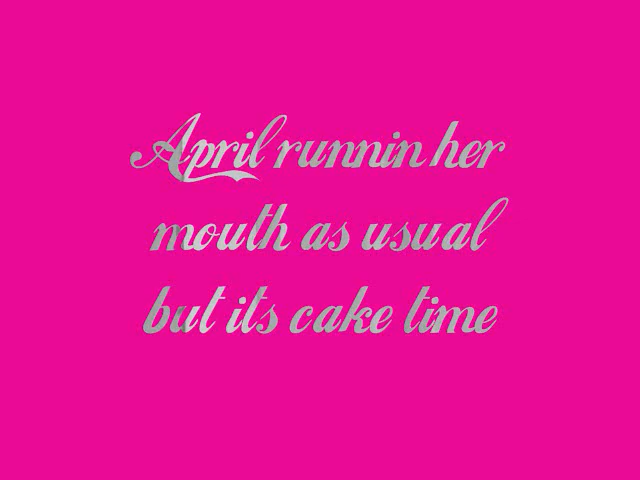 April runnin her
mouth as usual
but its cake time